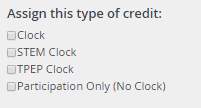 Assign this type of credit:
Clock
STEM Clock
TPEP Clock
Participation Only (No Clock)